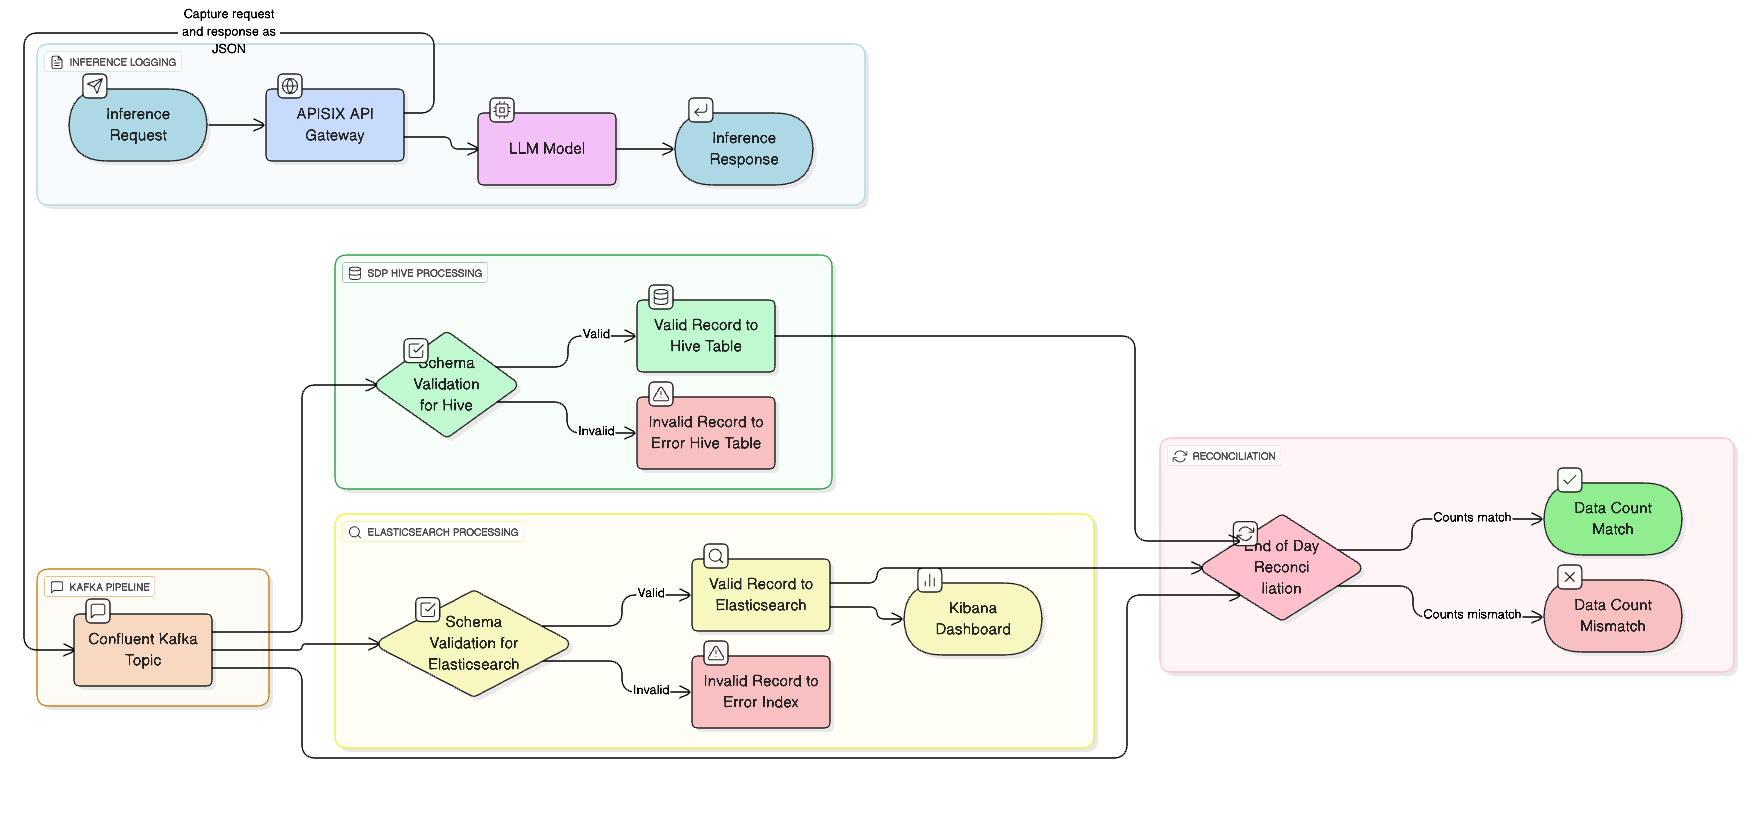 Capture request
and response as
JSON
INFERENCE LOGGING
Inference
Request
APISIX API
Gateway
LLM Model
Inference
Response
SDP HIVE PROCESSING
Schema
Validation
for Hive
Valid
Valid Record to
Hive Table
Invalid
Invalid Record to
Error Hive Table
KAFKA PIPELINE
Confluent Kafka
Topic
ELASTICSEARCH PROCESSING
Schema
Validation for
Elasticsearch
Valid
Valid Record to
Elasticsearch
Kibana
Dashboard
Invalid
Invalid Record to
Error Index
RECONCILIATION
End of Day
Reconci
liation
Counts match
Data Count
Match
Counts mismatch
Data Count
Mismatch